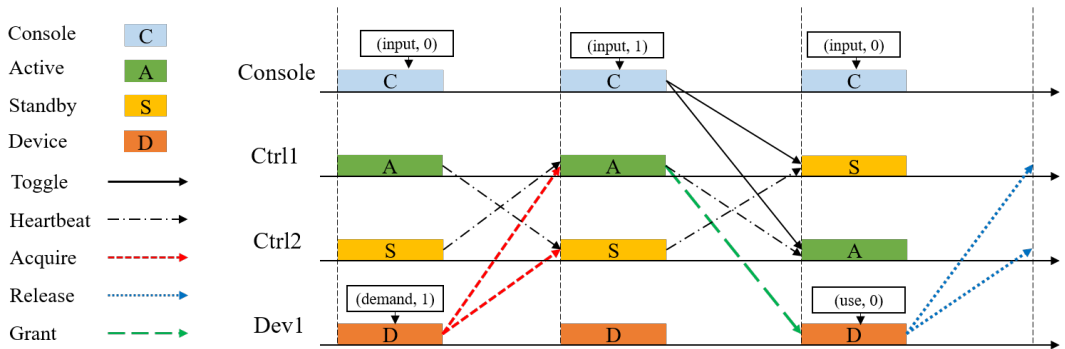 Console C
Active A
Standby S
Device D
Toggle
Heartbeat
Acquire
Release
Grant
(input, 0) (input, 1) (input, 0)
Console C C C
Ctrl1 A A S
Ctrl2 S S A
(demand, 1) (use, 0)
Dev1 D D D